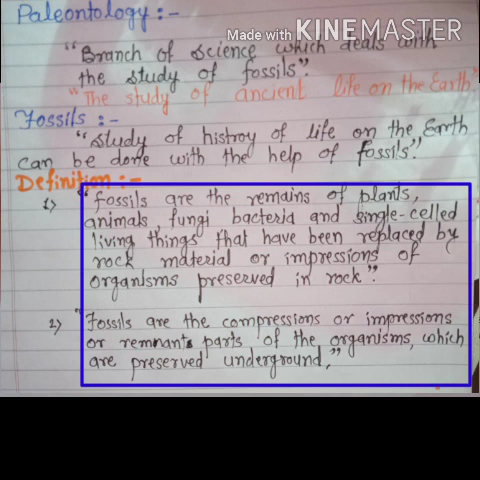 Paleontology :-
Made with KINEMASTER
"Branch of science which deals with
the study of fossils".
"The study of ancient life on the Earth"
Fossils :-
"Study of histroy of life on the Earth
can be done with the help of fossils".
Definition :-
1) "Fossils are the remains of plants,
animals fungi bacteria and single-celled
living things that have been replaced by
rock material or impressions of
organisms preserved in rock".
2) "Fossils are the compressions or impressions
or remnants parts of the organisms, which
are preserved underground,"